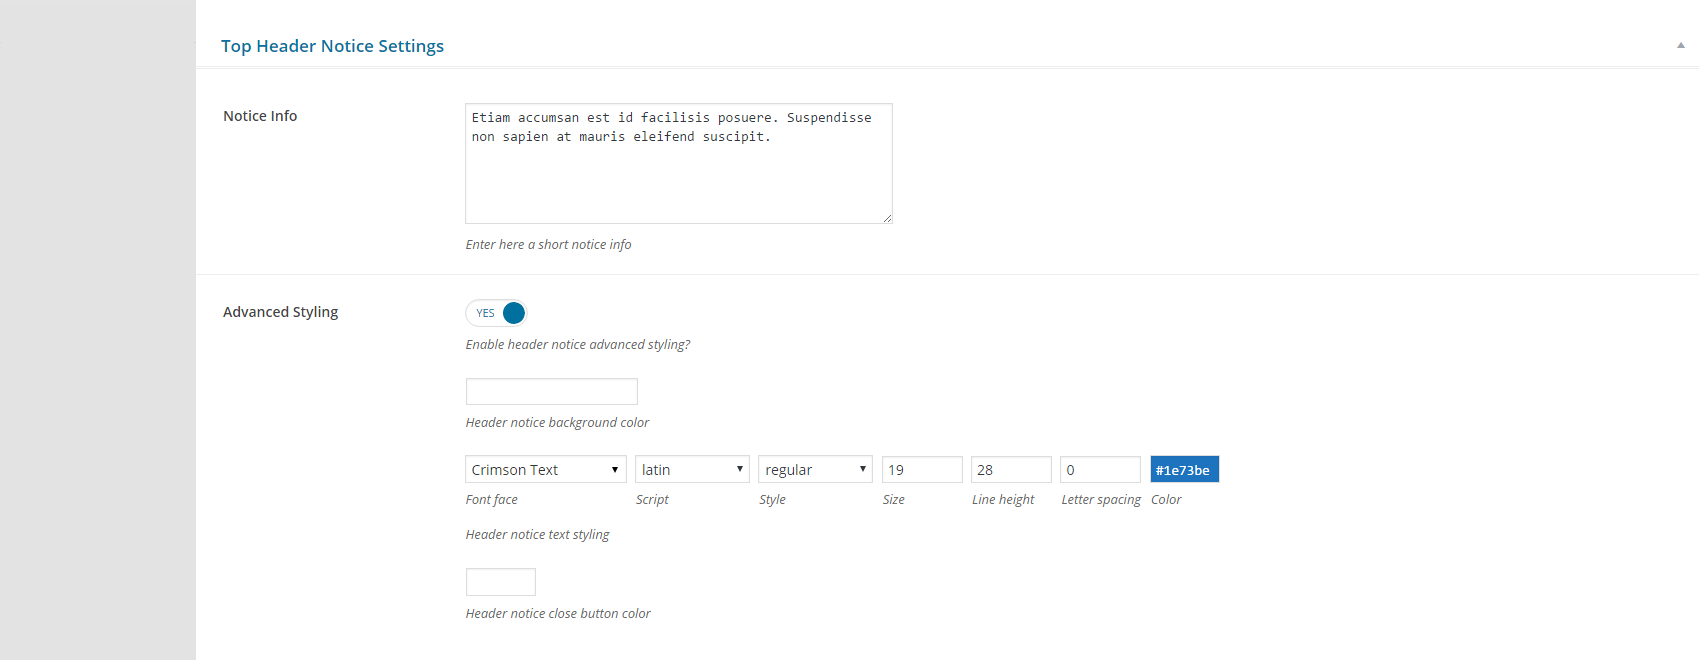 Top Header Notice Settings
Notice Info
Etiam accumsan est id facilisis posuere. Suspendisse
non sapien at mauris eleifend suscipit.
Enter here a short notice info
Advanced Styling
YES
Enable header notice advanced styling?
Header notice background color
Crimson Text latin regular 19 28 0 #1e73be
Font face Script Style Size Line height Letter spacing Color
Header notice text styling
Header notice close button color